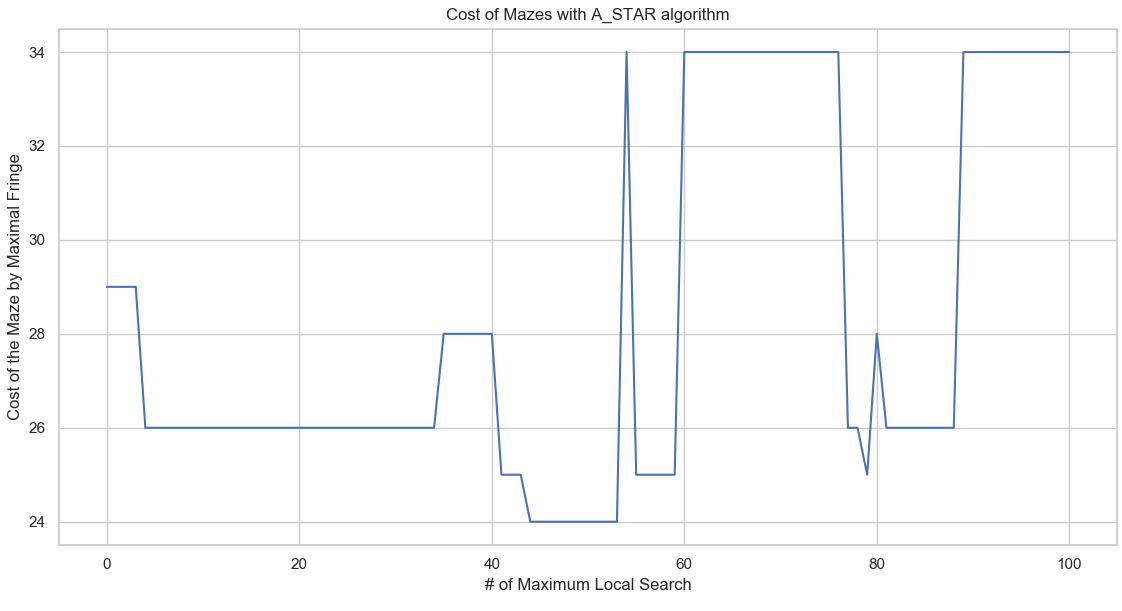 Cost of Mazes with A_STAR algorithm
Cost of the Maze by Maximal Fringe
34
32
30
28
26
24
0 20 40 60 80 100
# of Maximum Local Search